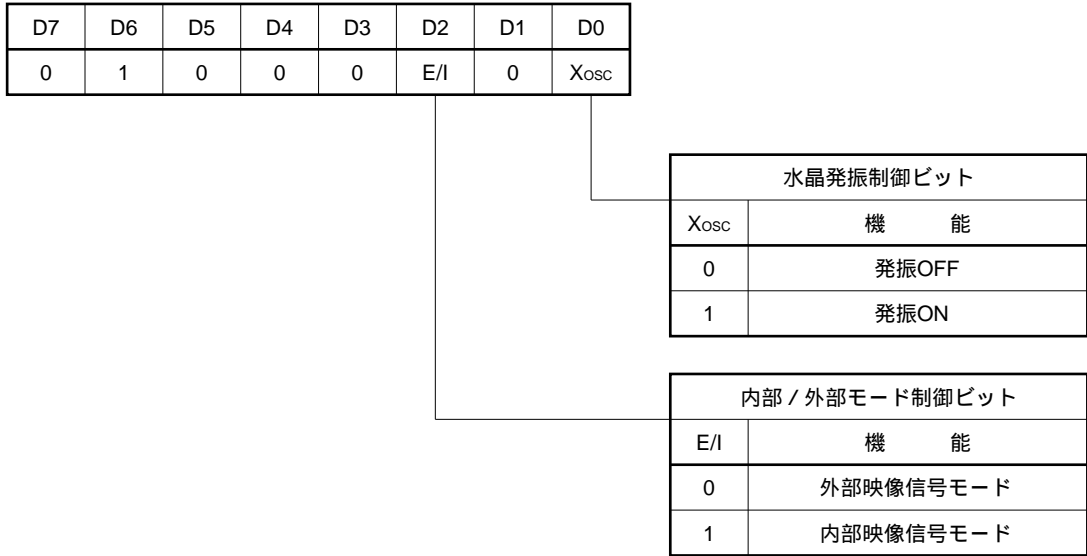 D7 D6 D5 D4 D3 D2 D1 D0
0 1 0 0 0 E/I 0 Xosc
水晶発振制御ビット
Xosc 機 能
0 発振OFF
1 発振ON
内部 / 外部モード制御ビット
E/I 機 能
0 外部映像信号モード
1 内部映像信号モード